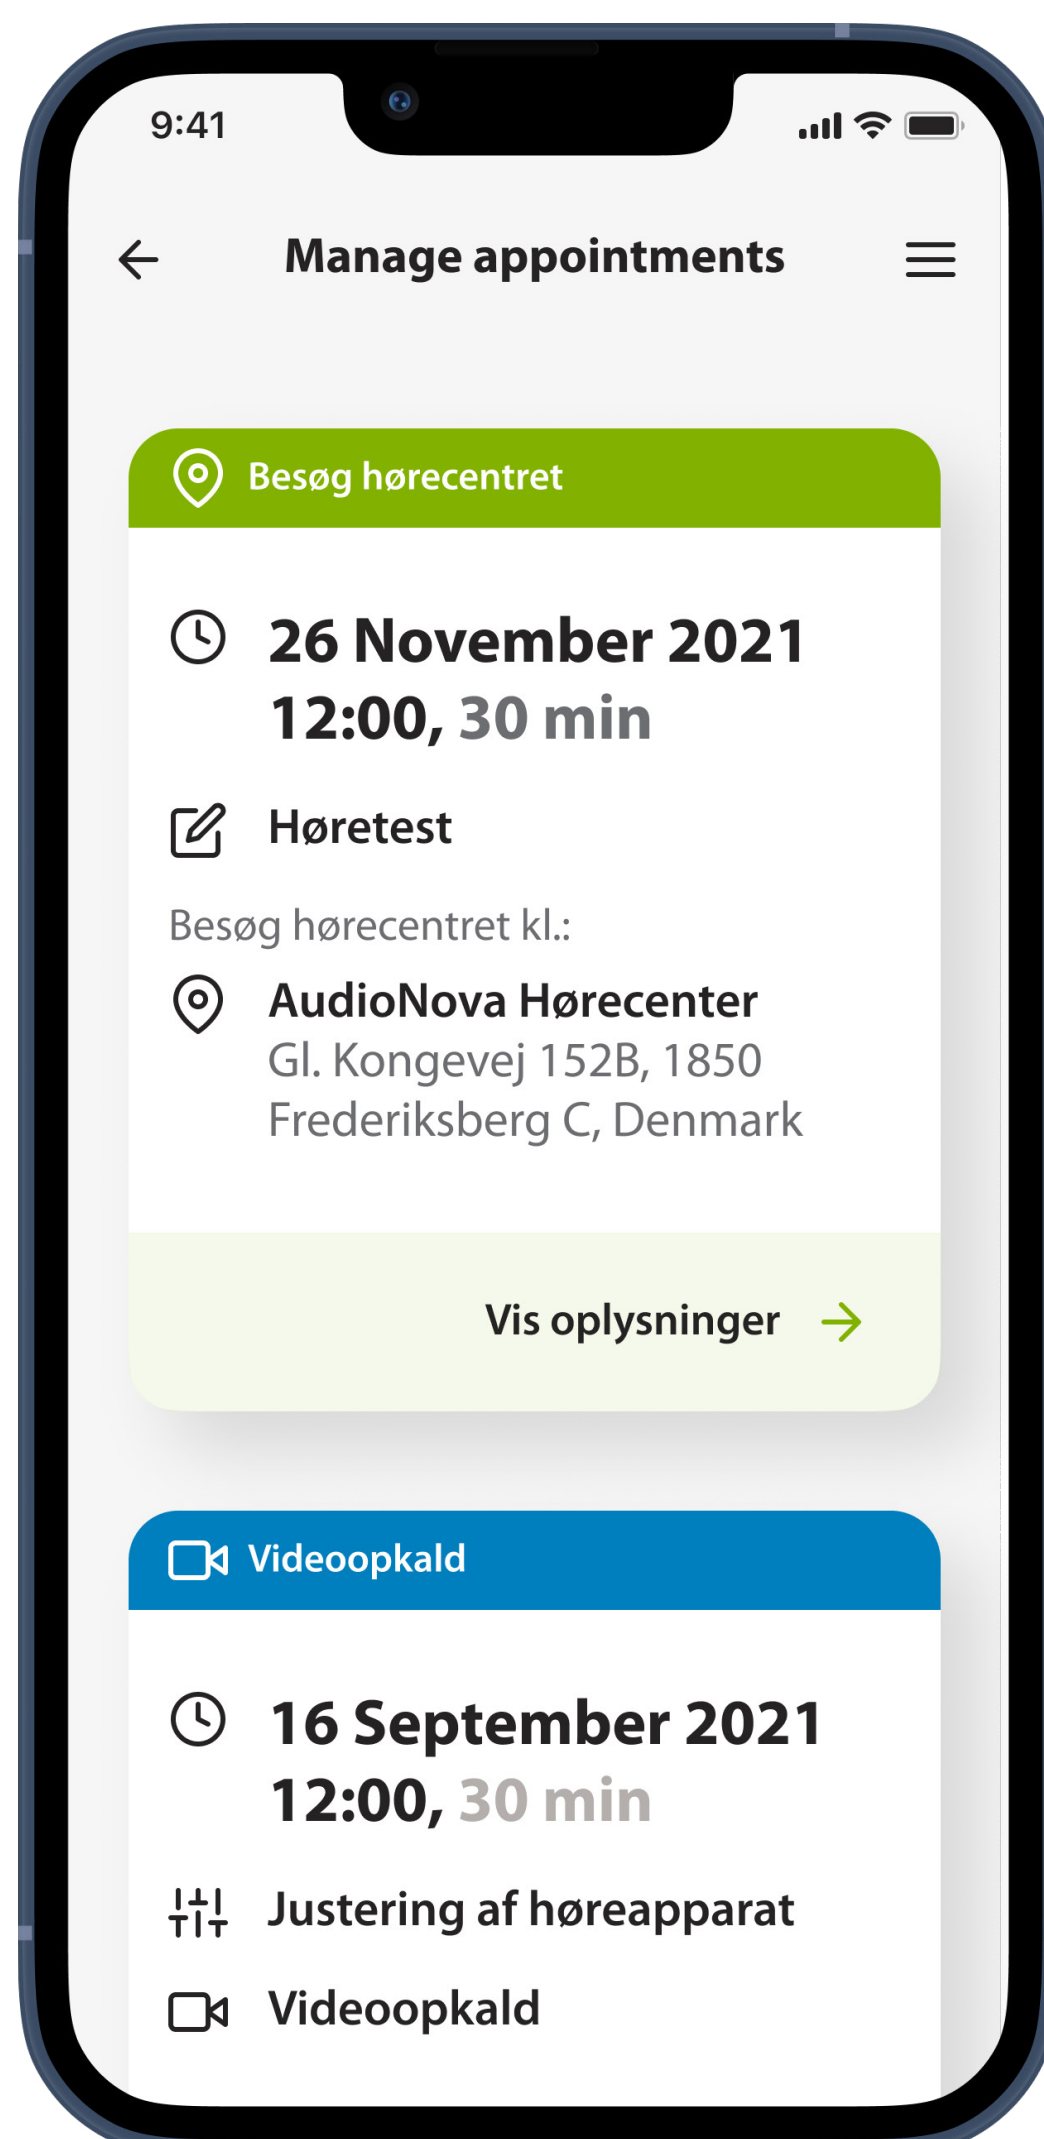 9:41
Manage appointments
Besøg hørecentret
26 November 2021
12:00, 30 min
Høretest
Besøg hørecentret kl.:
AudioNova Hørecenter
Gl. Kongevej 152B, 1850
Frederiksberg C, Denmark
Vis oplysninger
Videoopkald
16 September 2021
12:00, 30 min
Justering af høreapparat
Videoopkald